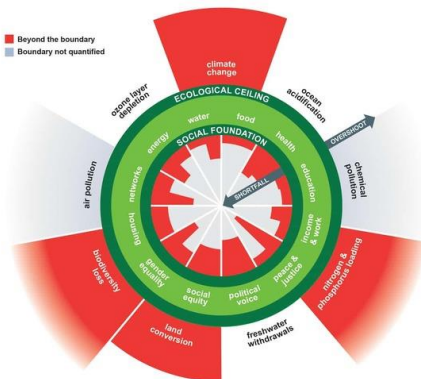 Beyond the boundary
Boundary not quantified
climate
change
ozone layer
depletion
ocean
acidification
ECOLOGICAL CEILING
OVERSHOOT
water
food
energy
health
SOCIAL FOUNDATION
air pollution
networks
SHORTFALL
education
chemical
pollution
housing
income
& work
gender
equality
peace &
justice
social
equity
political
voice
biodiversity
loss
nitrogen &
phosphorus loading
land
conversion
freshwater
withdrawals